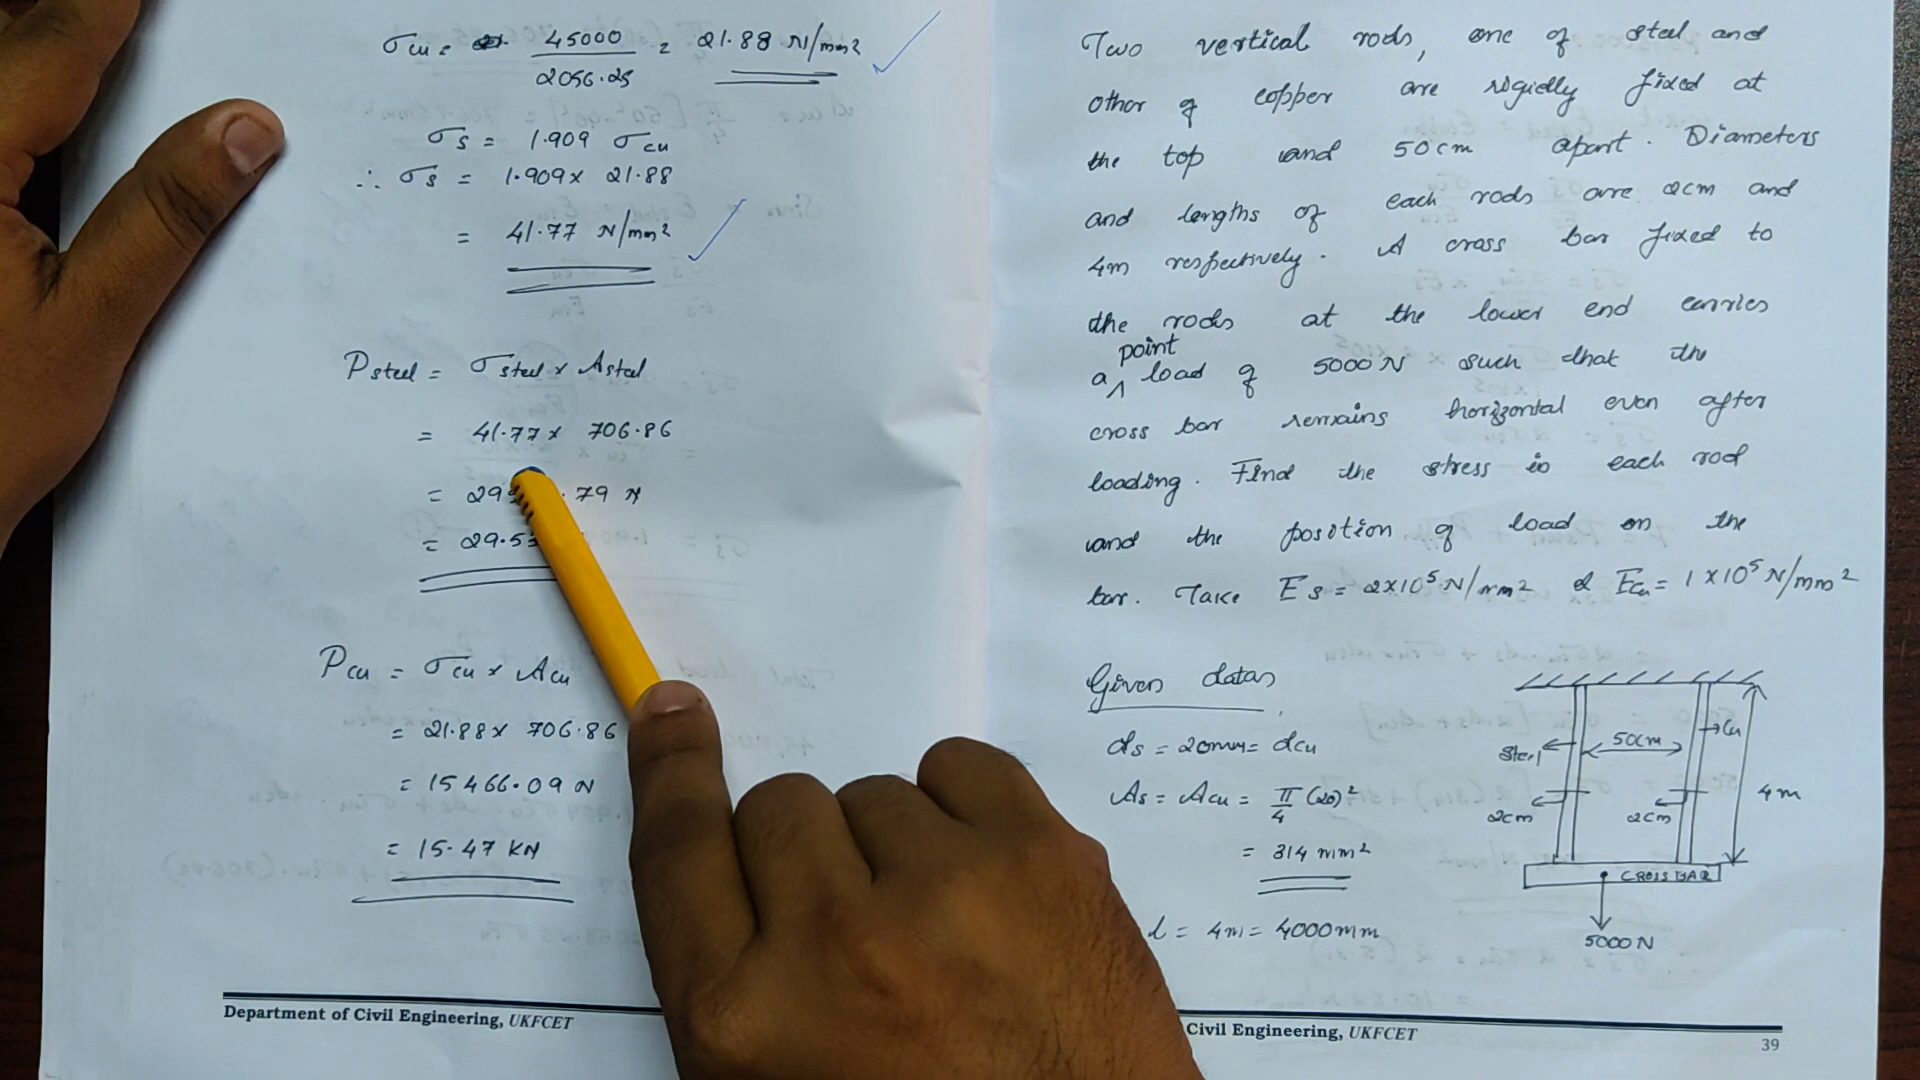 σcu = 45000 / 2056.25 = 21.88 N/mm2
σs = 1.909 σcu
∴ σs = 1.909 x 21.88
= 41.77 N/mm2
Psteel = σsteel x Asteel
= 41.77 x 706.86
= 29 .79 N
= 29.5
Pcu = σcu x Acu
= 21.88 x 706.86
= 15466.09 N
= 15.47 KN
Department of Civil Engineering, UKFCET
Two vertical rods, one of steel and
other of copper are rigidly fixed at
the top and 50cm apart. Diameters
and lengths of each rods are 2cm and
4m respectively. A cross bar fixed to
the rods at the lower end carries
a point load of 5000N such that the
cross bar remains horizontal even after
loading. Find the stress in each rod
and the position of load on the
bar. Take Es = 2x10^5 N/mm2 & Ecu = 1x10^5 N/mm2
Given datas
ds = 20mm = dcu
As = Acu = π/4 (20)^2
= 314 mm2
l = 4m = 4000mm
Steel
50cm
Cu
2cm
2cm
4m
CROSS BAR
5000 N
Civil Engineering, UKFCET
39